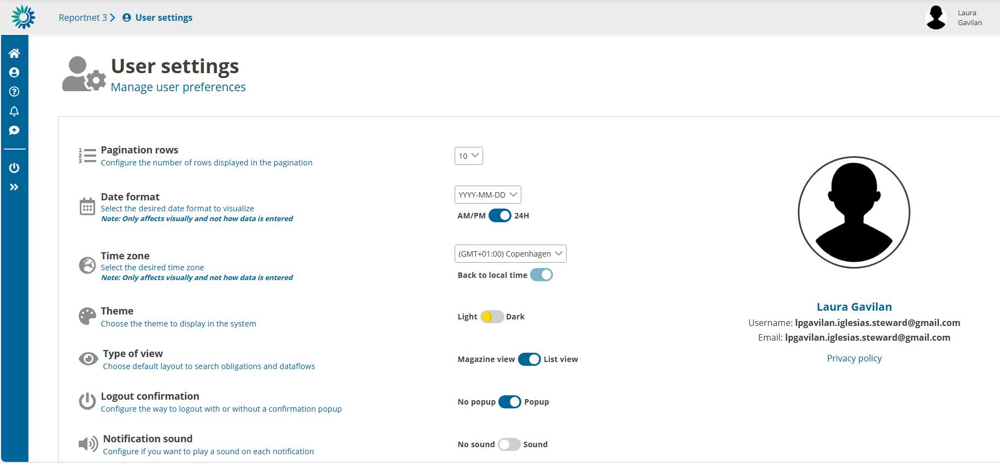 Reportnet 3 User settings
Laura
Gavilan
User settings
Manage user preferences
Pagination rows
Configure the number of rows displayed in the pagination
10
Date format
Select the desired date format to visualize
Note: Only affects visually and not how data is entered
YYYY-MM-DD
AM/PM 24H
Time zone
Select the desired time zone
Note: Only affects visually and not how data is entered
(GMT+01:00) Copenhagen
Back to local time
Theme
Choose the theme to display in the system
Light Dark
Type of view
Choose default layout to search obligations and dataflows
Magazine view List view
Logout confirmation
Configure the way to logout with or without a confirmation popup
No popup Popup
Notification sound
Configure if you want to play a sound on each notification
No sound Sound
Laura Gavilan
Username: lpgavilan.iglesias.steward@gmail.com
Email: lpgavilan.iglesias.steward@gmail.com
Privacy policy